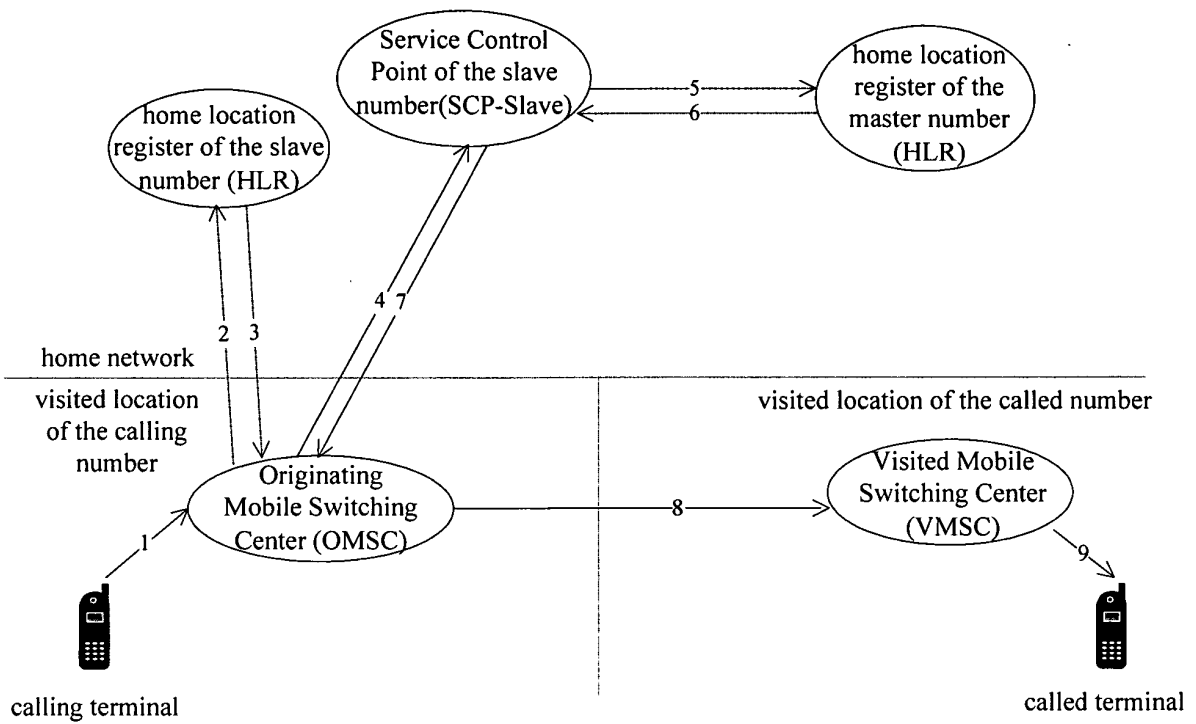 Service Control
Point of the slave
number(SCP-Slave)
home location
register of the
master number
(HLR)
home location
register of the slave
number (HLR)
5
6
4
7
2
3
home network
visited location
of the calling
number
visited location of the called number
Originating
Mobile Switching
Center (OMSC)
Visited Mobile
Switching Center
(VMSC)
8
1
9
calling terminal
called terminal